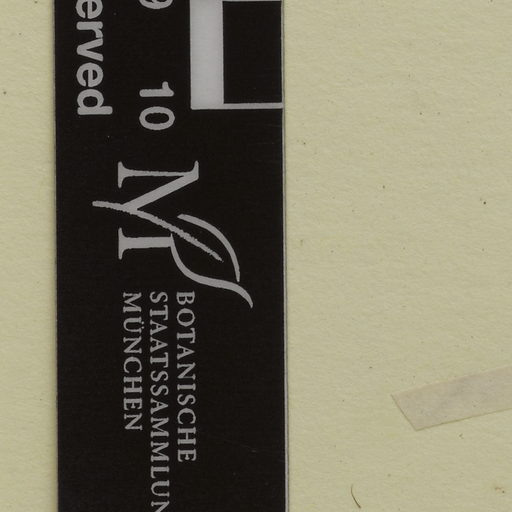 erved
9 10
M
BOTANISCHE
STAATSSAMMLUN
MÜNCHEN